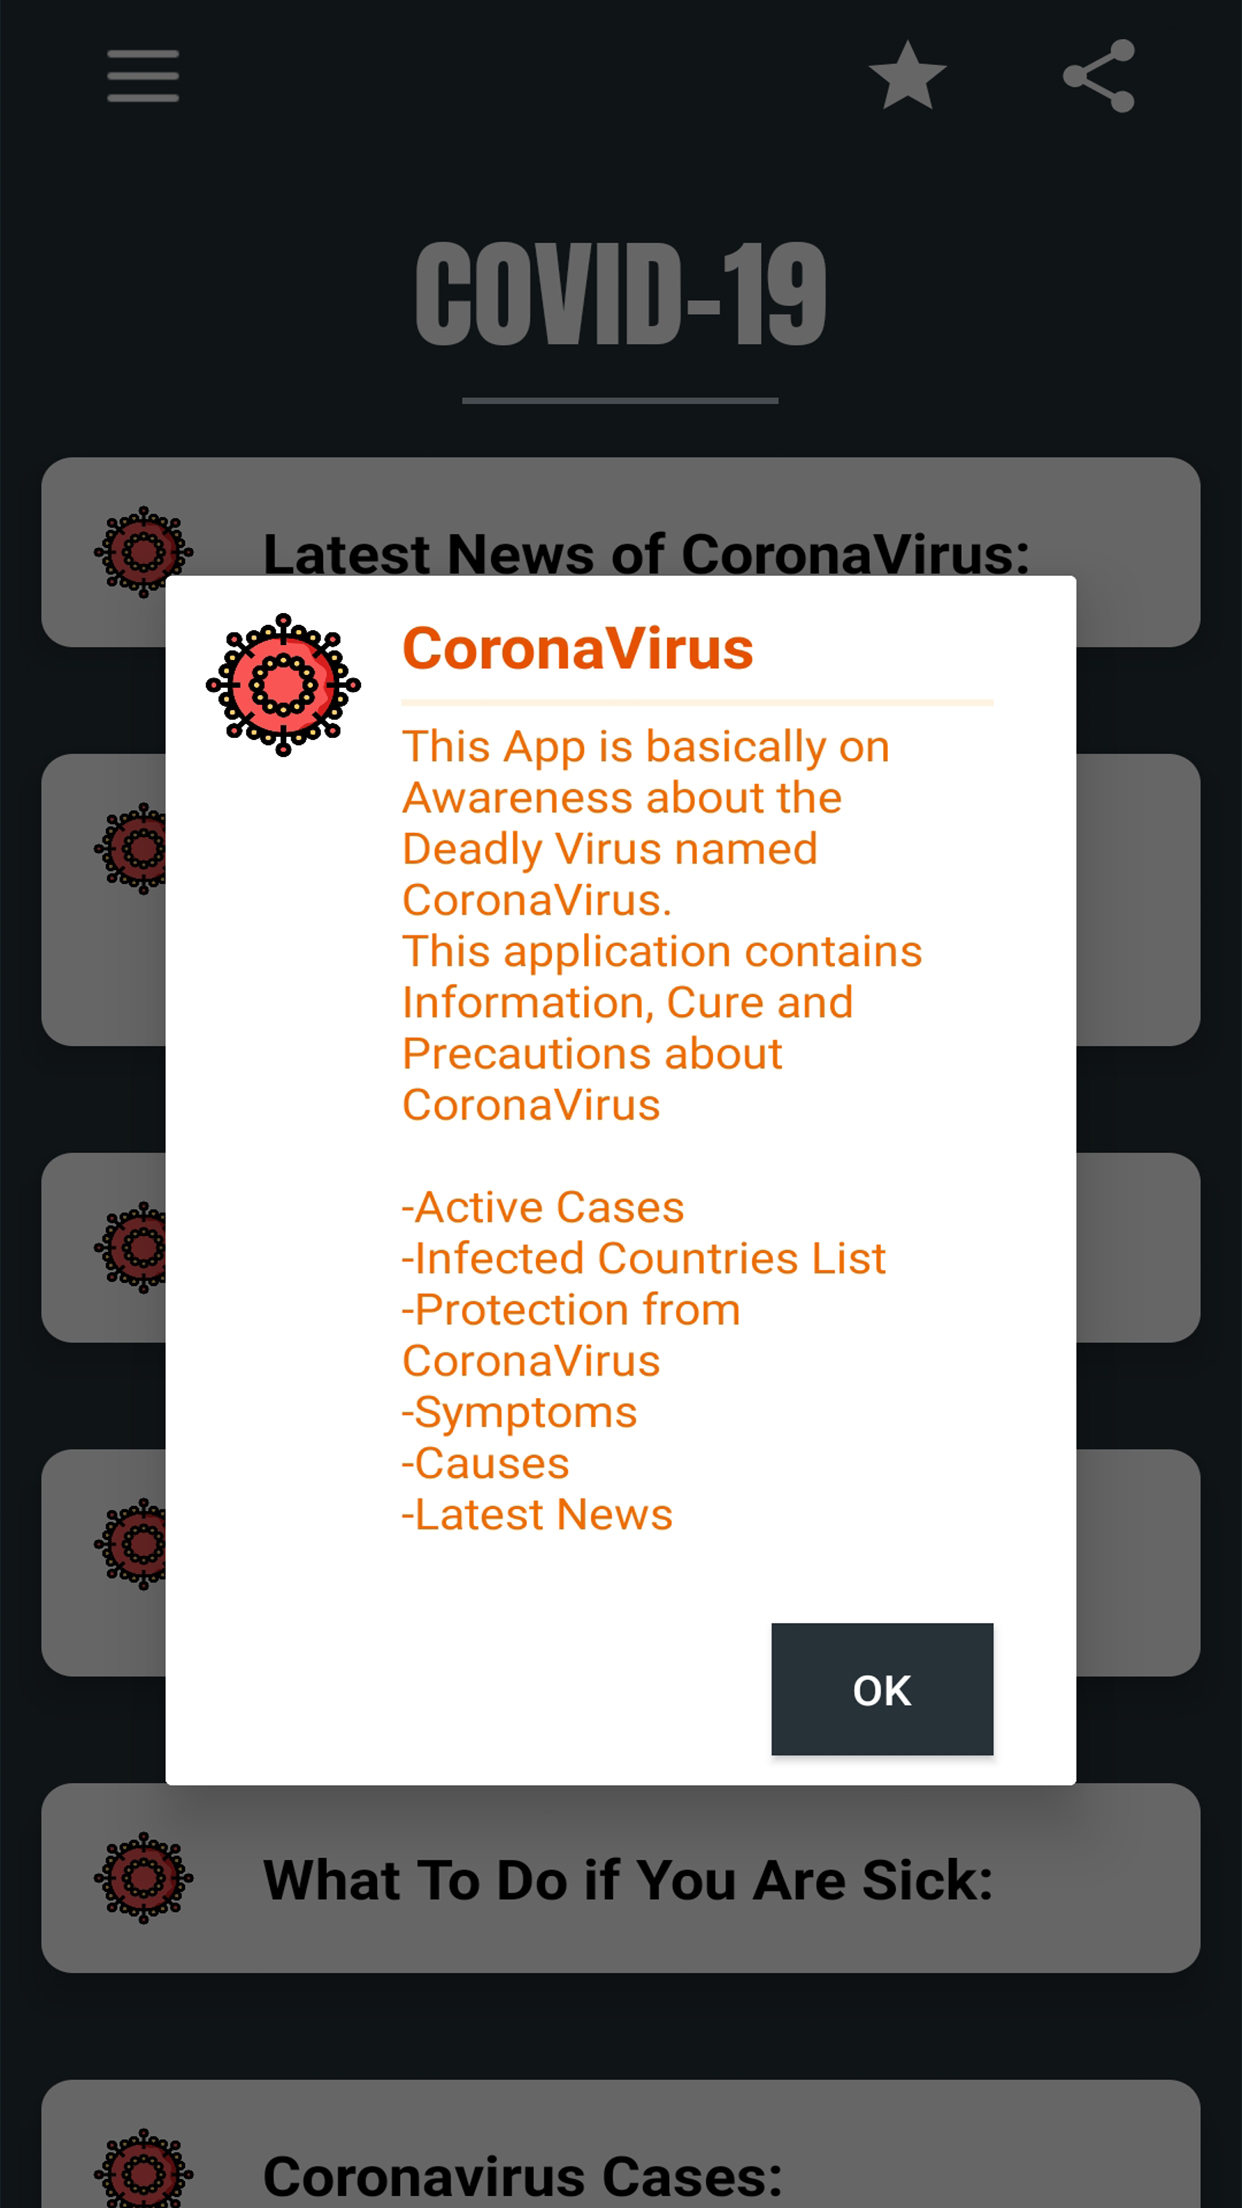 COVID-19
Latest News of CoronaVirus:
CoronaVirus
This App is basically on
Awareness about the
Deadly Virus named
CoronaVirus.
This application contains
Information, Cure and
Precautions about
CoronaVirus
-Active Cases
-Infected Countries List
-Protection from
CoronaVirus
-Symptoms
-Causes
-Latest News
OK
What To Do if You Are Sick:
Coronavirus Cases: